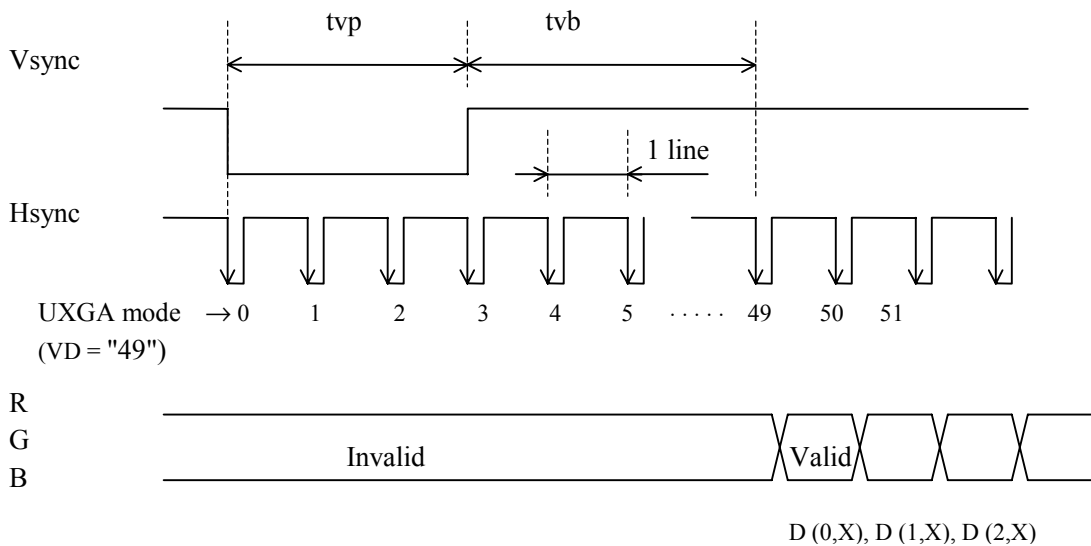 tvp tvb
Vsync
1 line
Hsync
UXGA mode → 0 1 2 3 4 5 · · · · · 49 50 51
(VD = "49")
R
G
B
Invalid Valid
D (0,X), D (1,X), D (2,X)